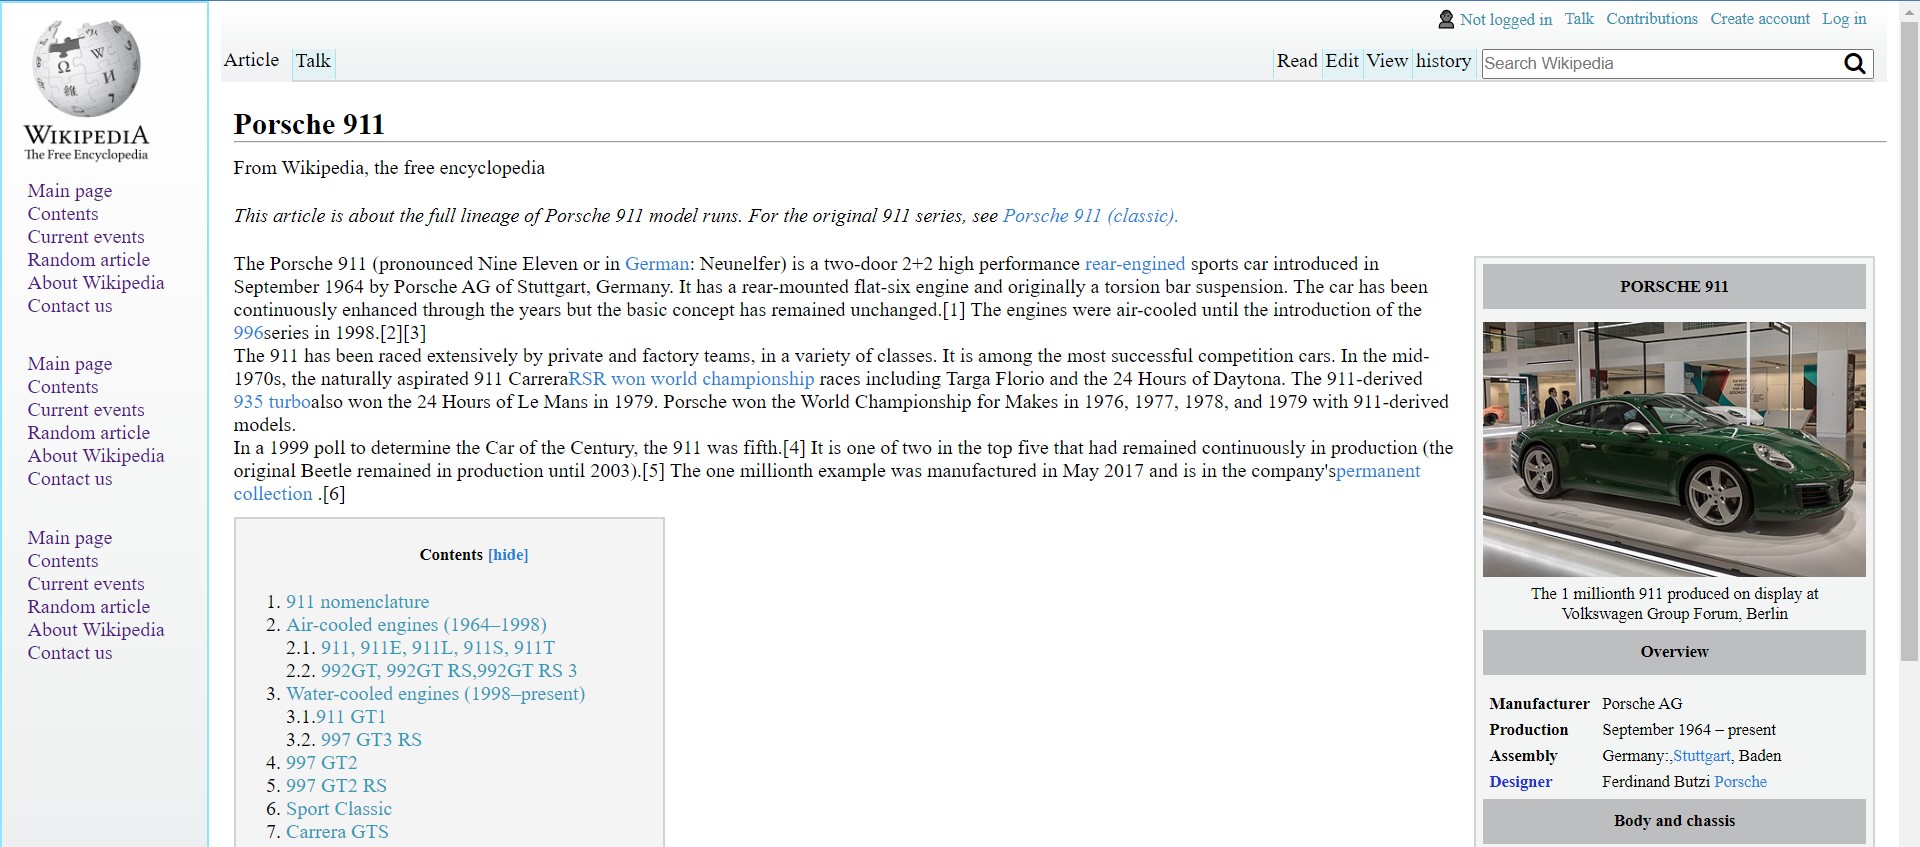 Not logged in Talk Contributions Create account Log in
Article Talk Read Edit View history Search Wikipedia
WIKIPEDIA
The Free Encyclopedia
Main page
Contents
Current events
Random article
About Wikipedia
Contact us
Main page
Contents
Current events
Random article
About Wikipedia
Contact us
Main page
Contents
Current events
Random article
About Wikipedia
Contact us
Porsche 911
From Wikipedia, the free encyclopedia
This article is about the full lineage of Porsche 911 model runs. For the original 911 series, see Porsche 911 (classic).
The Porsche 911 (pronounced Nine Eleven or in German: Neunelfer) is a two-door 2+2 high performance rear-engined sports car introduced in
September 1964 by Porsche AG of Stuttgart, Germany. It has a rear-mounted flat-six engine and originally a torsion bar suspension. The car has been
continuously enhanced through the years but the basic concept has remained unchanged.[1] The engines were air-cooled until the introduction of the
996series in 1998.[2][3]
The 911 has been raced extensively by private and factory teams, in a variety of classes. It is among the most successful competition cars. In the mid-
1970s, the naturally aspirated 911 CarreraRSR won world championship races including Targa Florio and the 24 Hours of Daytona. The 911-derived
935 turboalso won the 24 Hours of Le Mans in 1979. Porsche won the World Championship for Makes in 1976, 1977, 1978, and 1979 with 911-derived
models.
In a 1999 poll to determine the Car of the Century, the 911 was fifth.[4] It is one of two in the top five that had remained continuously in production (the
original Beetle remained in production until 2003).[5] The one millionth example was manufactured in May 2017 and is in the company'spermanent
collection .[6]
Contents [hide]
1. 911 nomenclature
2. Air-cooled engines (1964–1998)
2.1. 911, 911E, 911L, 911S, 911T
2.2. 992GT, 992GT RS,992GT RS 3
3. Water-cooled engines (1998–present)
3.1.911 GT1
3.2. 997 GT3 RS
4. 997 GT2
5. 997 GT2 RS
6. Sport Classic
7. Carrera GTS
PORSCHE 911
The 1 millionth 911 produced on display at
Volkswagen Group Forum, Berlin
Overview
Manufacturer Porsche AG
Production September 1964 – present
Assembly Germany:,Stuttgart, Baden
Designer Ferdinand Butzi Porsche
Body and chassis